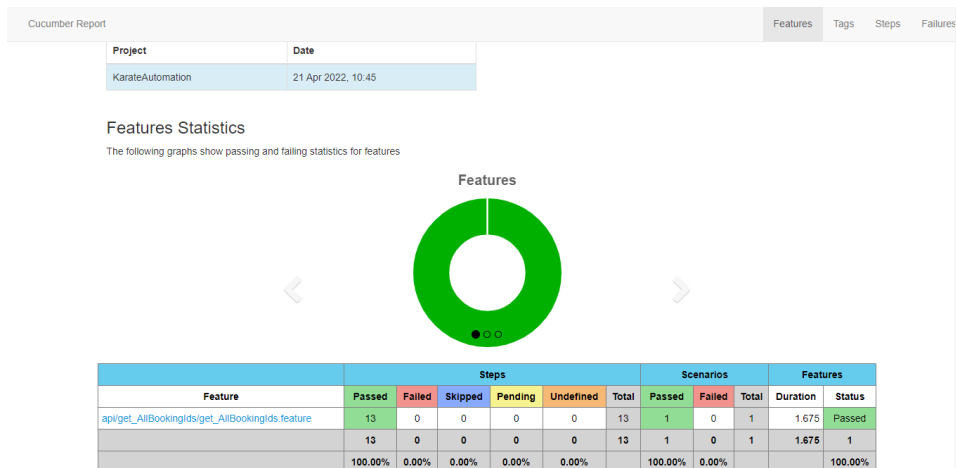 Cucumber Report Features Tags Steps Failures
Project Date
KarateAutomation 21 Apr 2022, 10:45
Features Statistics
The following graphs show passing and failing statistics for features
Features
Steps Scenarios Features
Feature Passed Failed Skipped Pending Undefined Total Passed Failed Total Duration Status
api/get_AllBookingIds/get_AllBookingIds.feature 13 0 0 0 0 13 1 0 1 1.675 Passed
13 0 0 0 0 13 1 0 1 1.675 1
100.00% 0.00% 0.00% 0.00% 0.00% 100.00% 0.00% 100.00%